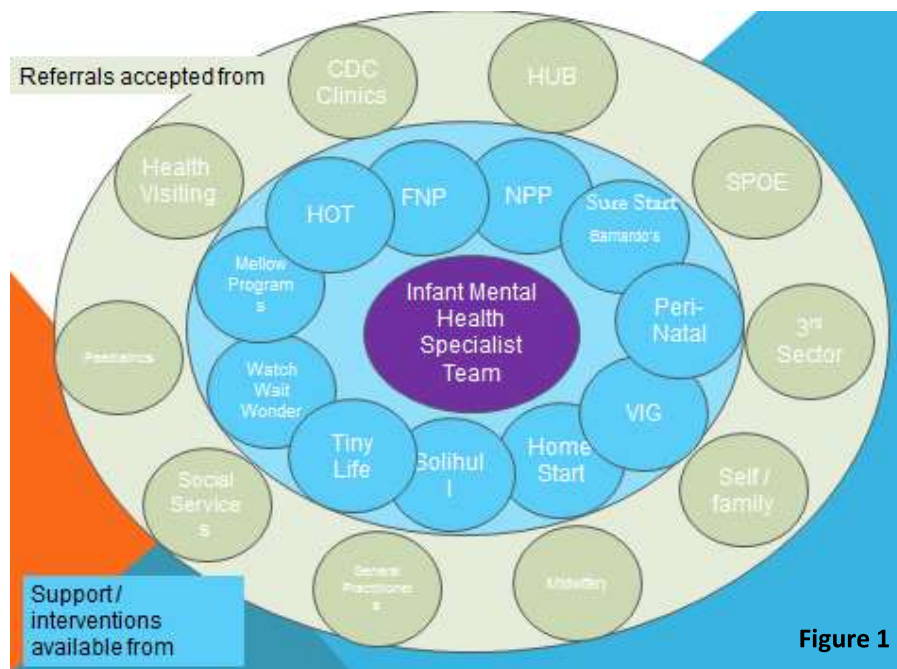 Referrals accepted from
CDC
Clinics
HUB
Health
Visiting
SPOE
Paediatrics
3rd
Sector
Social
Service
s
Self /
family
General
Practitioner
s
Midwifery
HOT
FNP
NPP
Sure Start
Barnardo's
Mellow
Program
s
Peri-
Natal
Watch
Wait
Wonder
VIG
Tiny
Life
Solihul
l
Home
Start
Infant Mental
Health
Specialist
Team
Support /
interventions
available from
Figure 1